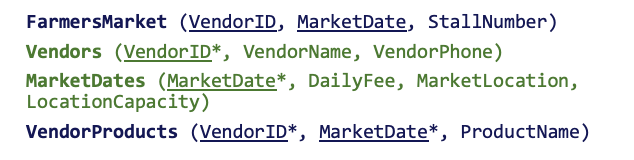 FarmersMarket (VendorID, MarketDate, StallNumber)
Vendors (VendorID*, VendorName, VendorPhone)
MarketDates (MarketDate*, DailyFee, MarketLocation,
LocationCapacity)
VendorProducts (VendorID*, MarketDate*, ProductName)